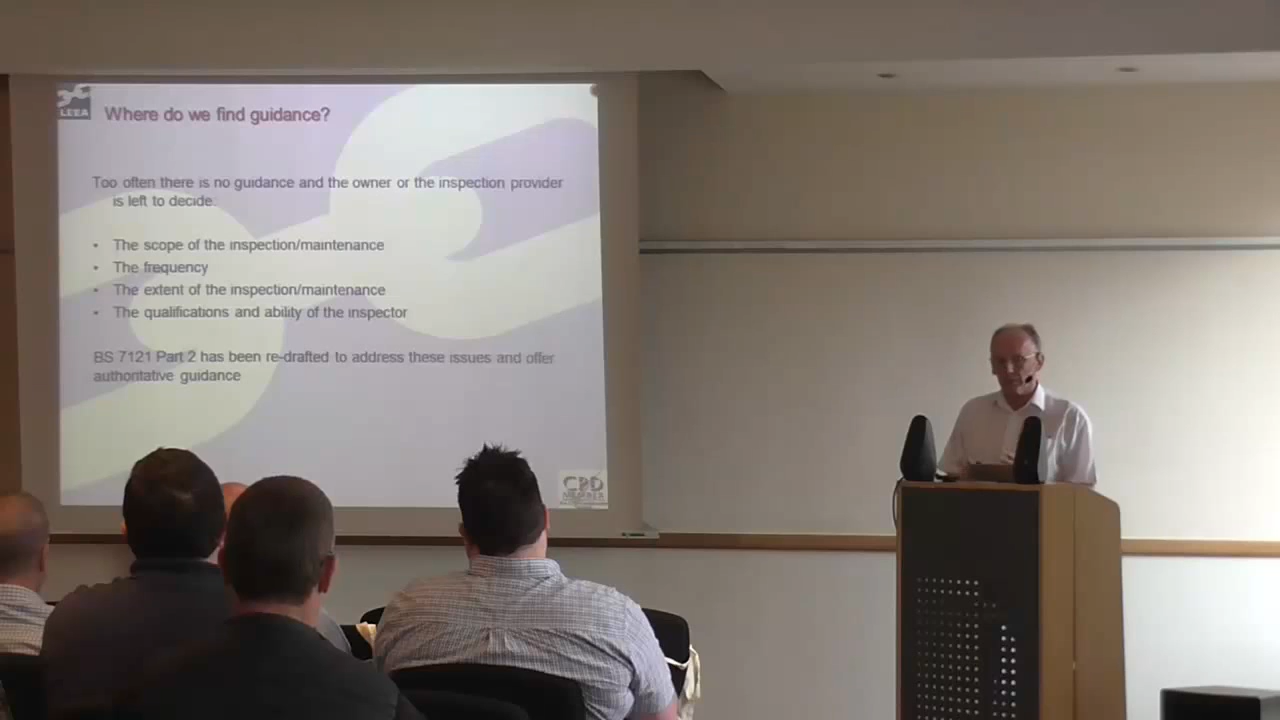 LEEA
Where do we find guidance?
Too often there is no guidance and the owner or the inspection provider
is left to decide:
• The scope of the inspection/maintenance
• The frequency
• The extent of the inspection/maintenance
• The qualifications and ability of the inspector
BS 7121 Part 2 has been re-drafted to address these issues and offer
authoritative guidance
CPD
MEMBER